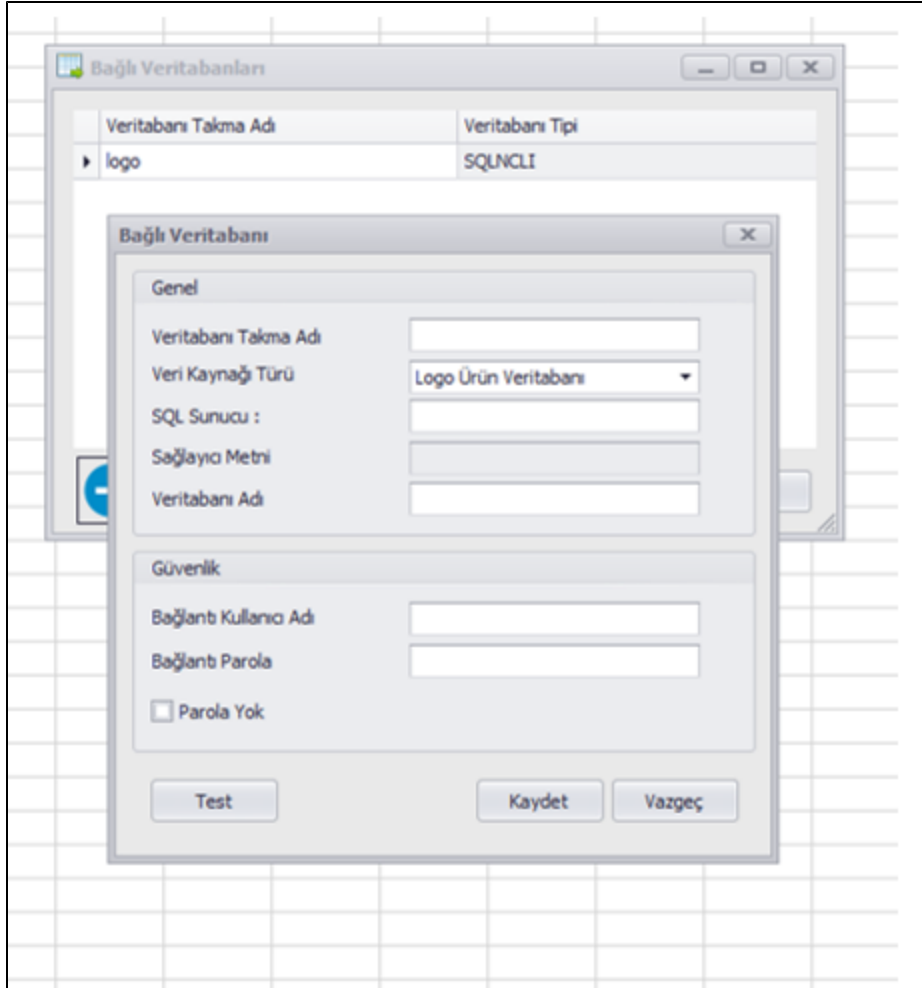 Bağlı Veritabanları
Veritabanı Takma Adı Veritabanı Tipi
logo SQLNCLI
Bağlı Veritabanı
Genel
Veritabanı Takma Adı
Veri Kaynağı Türü Logo Ürün Veritabanı
SQL Sunucu :
Sağlayıcı Metni
Veritabanı Adı
Güvenlik
Bağlantı Kullanıcı Adı
Bağlantı Parola
Parola Yok
Test Kaydet Vazgeç